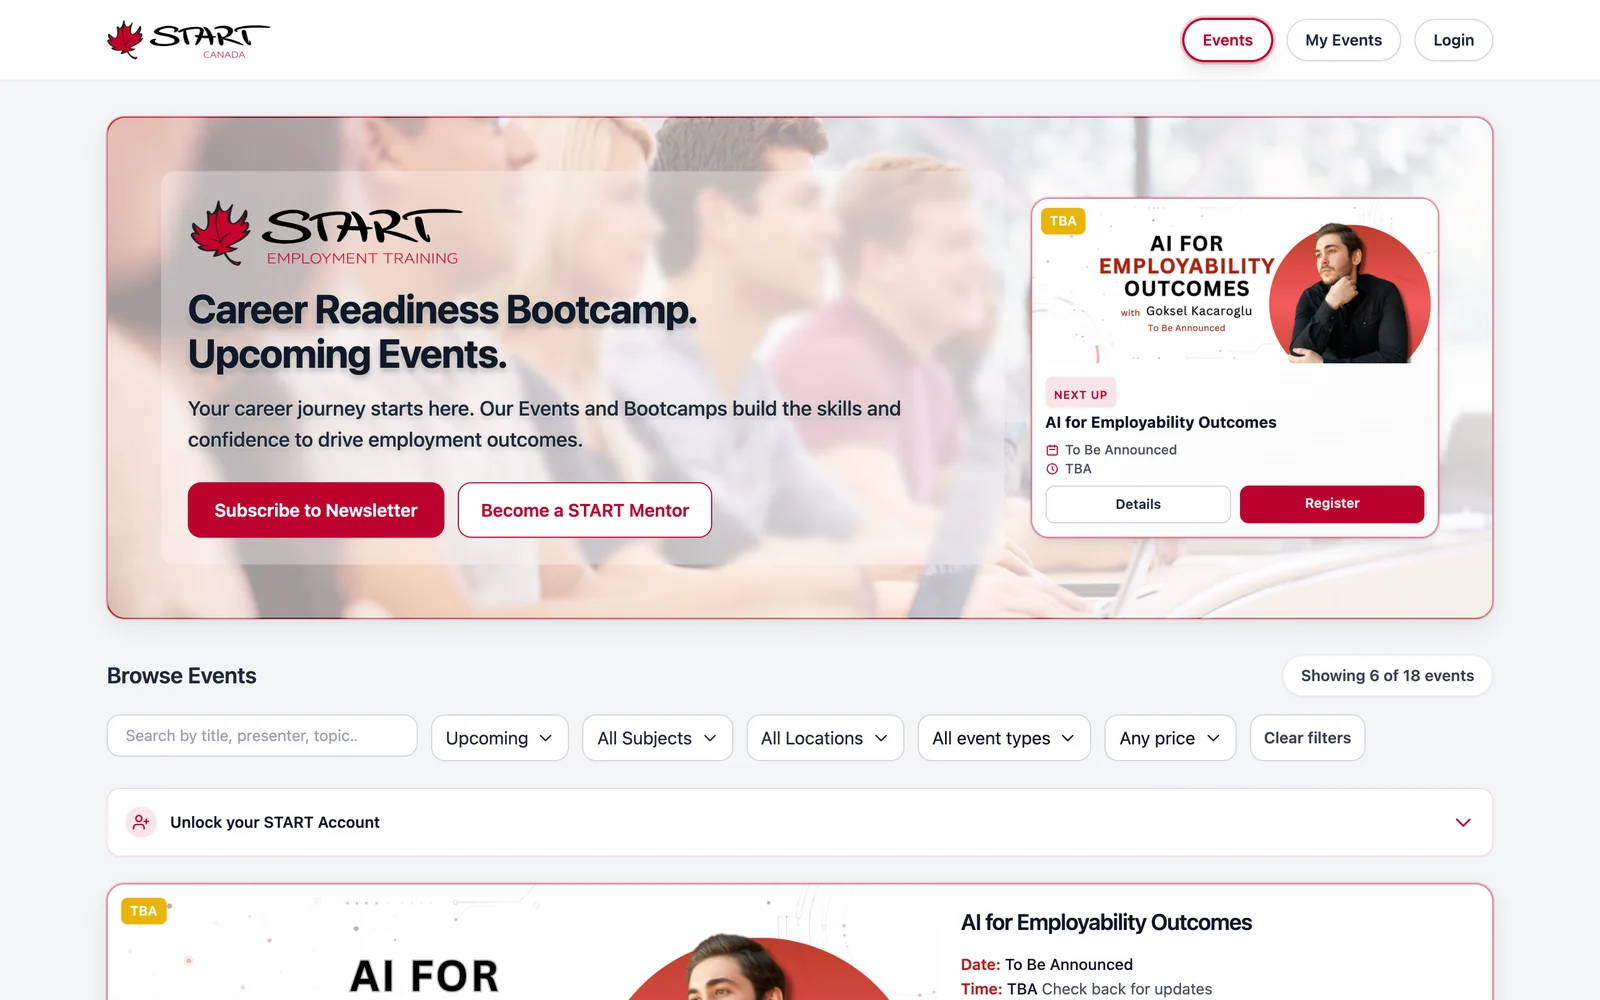 START
CANADA
Events
My Events
Login
START
EMPLOYMENT TRAINING
Career Readiness Bootcamp.
Upcoming Events.
Your career journey starts here. Our Events and Bootcamps build the skills and
confidence to drive employment outcomes.
Subscribe to Newsletter
Become a START Mentor
TBA
AI FOR
EMPLOYABILITY
OUTCOMES
with Goksel Kacaroglu
To Be Announced
NEXT UP
AI for Employability Outcomes
To Be Announced
TBA
Details
Register
Browse Events
Showing 6 of 18 events
Search by title, presenter, topic..
Upcoming
All Subjects
All Locations
All event types
Any price
Clear filters
Unlock your START Account
TBA
AI FOR
AI for Employability Outcomes
Date: To Be Announced
Time: TBA Check back for updates